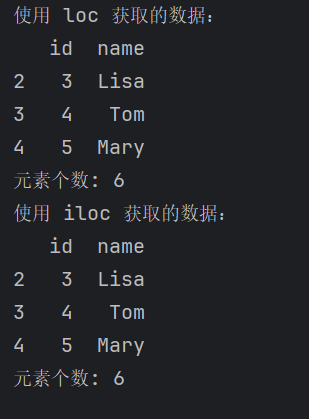 使用 loc 获取的数据：
   id  name
2   3  Lisa
3   4   Tom
4   5  Mary
元素个数: 6
使用 iloc 获取的数据：
   id  name
2   3  Lisa
3   4   Tom
4   5  Mary
元素个数: 6